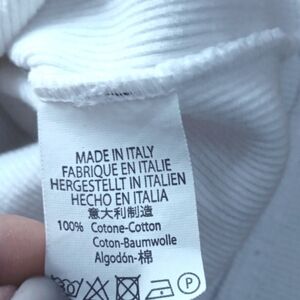 MADE IN ITALY
FABRIQUE EN ITALIE
HERGESTELLT IN ITALIEN
HECHO EN ITALIA
意大利制造
100% Cotone-Cotton
Coton-Baumwolle
Algodón-棉
P